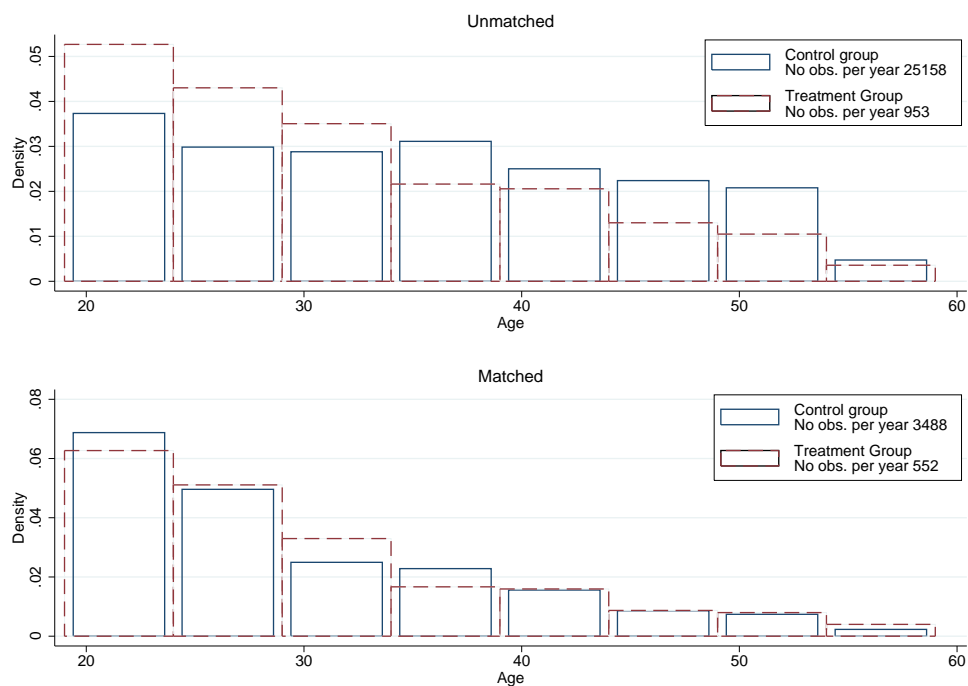 Unmatched
Control group
No obs. per year 25158
Treatment Group
No obs. per year 953
Density
.05
.04
.03
.02
.01
0
20
30
40
50
60
Age
Matched
Control group
No obs. per year 3488
Treatment Group
No obs. per year 552
Density
.08
.06
.04
.02
0
20
30
40
50
60
Age